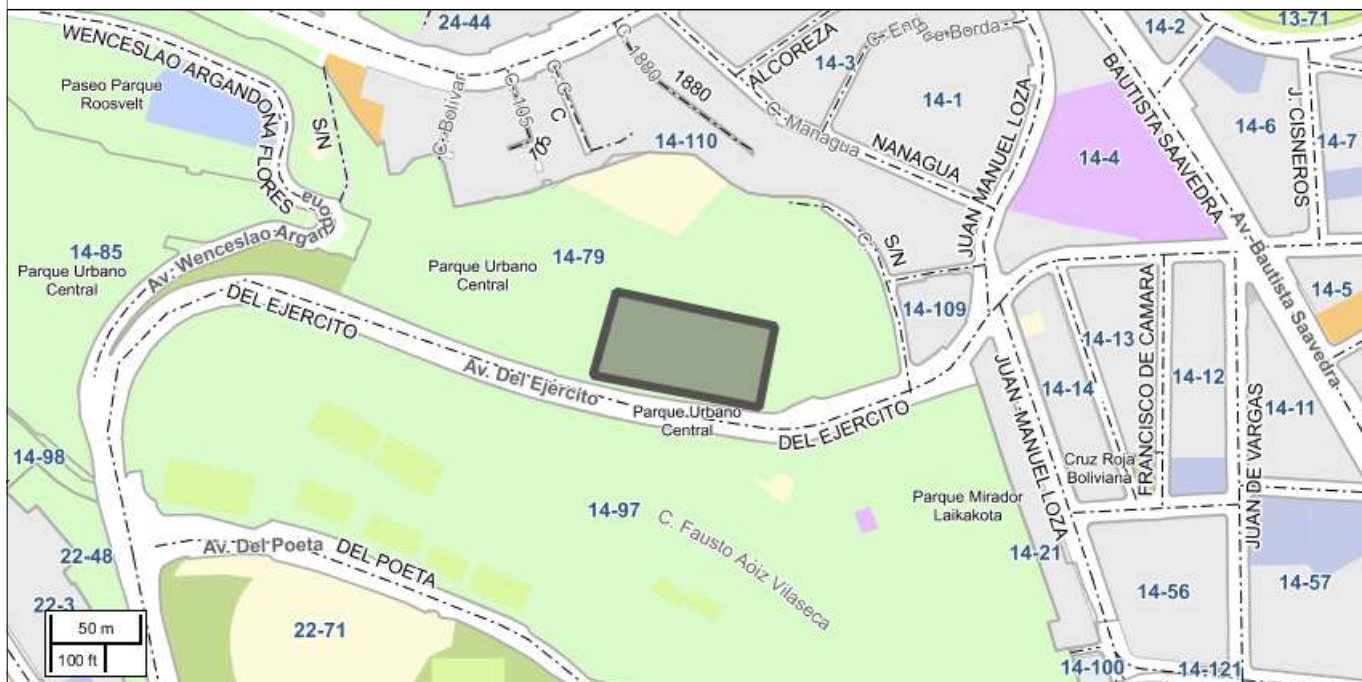 24-44
14-2
13-71
WENCESLAO ARGANDONA FLORES
Paseo Parque
Roosvelt
S/N
C. Bolivar
C. 105
C. C
C
705
C. 1880
1880
ALCOREZA
14-3
14-1
BAUTISTA SAAVEDRA
J. CISNEROS
14-6
14-7
C. Managua
NANAGUA
JUAN MANUEL LOZA
14-4
14-110
14-85
Parque Urbano
Central
Av. Wenceslao Argandona
Parque Urbano
Central
14-79
S/N
DEL EJERCITO
14-109
14-13
FRANCISCO DE CAMARA
14-12
14-5
Av. Bautista Saavedra
Av. Del Ejercito
Parque Urbano
Central
DEL EJERCITO
JUAN MANUEL LOZA
14-14
JUAN DE VARGAS
14-11
14-98
14-97
C. Fausto Aoiz Vilaseca
Parque Mirador
Laikakota
Cruz Roja
Boliviana
22-48
Av. Del Poeta
DEL POETA
14-21
14-56
14-57
22-3
22-71
50 m
100 ft
14-100
14-121